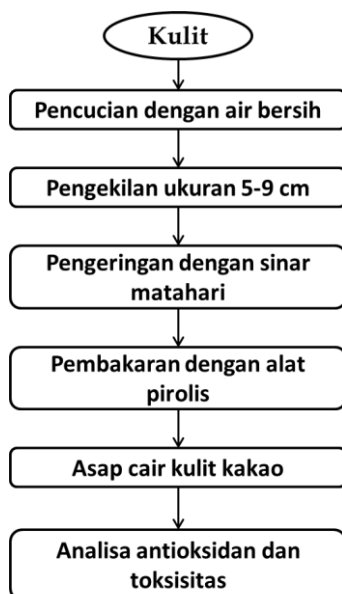 Kulit
Pencucian dengan air bersih
Pengekilan ukuran 5-9 cm
Pengeringan dengan sinar
matahari
Pembakaran dengan alat
pirolis
Asap cair kulit kakao
Analisa antioksidan dan
toksisitas